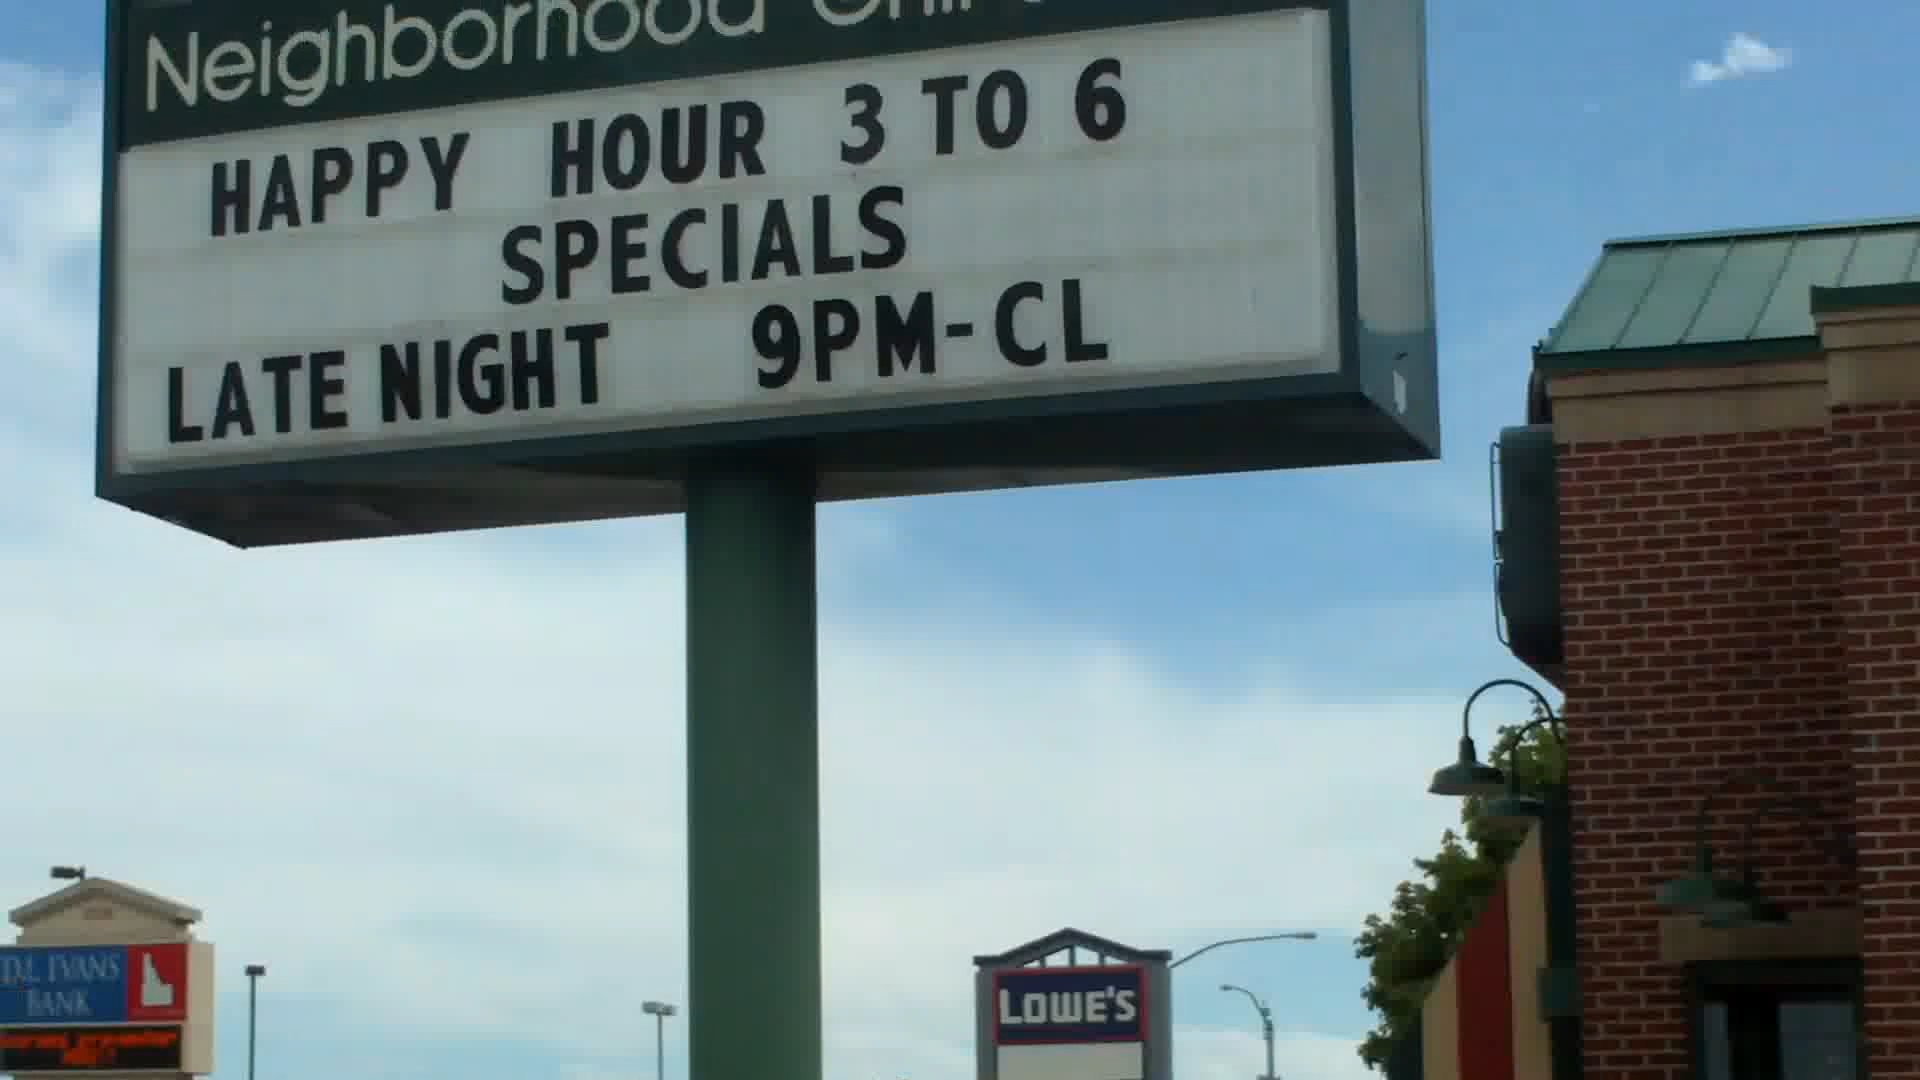 Neighborhood
HAPPY HOUR 3 TO 6
SPECIALS
LATE NIGHT 9PM-CL
D.L. EVANS
BANK
LOWE'S